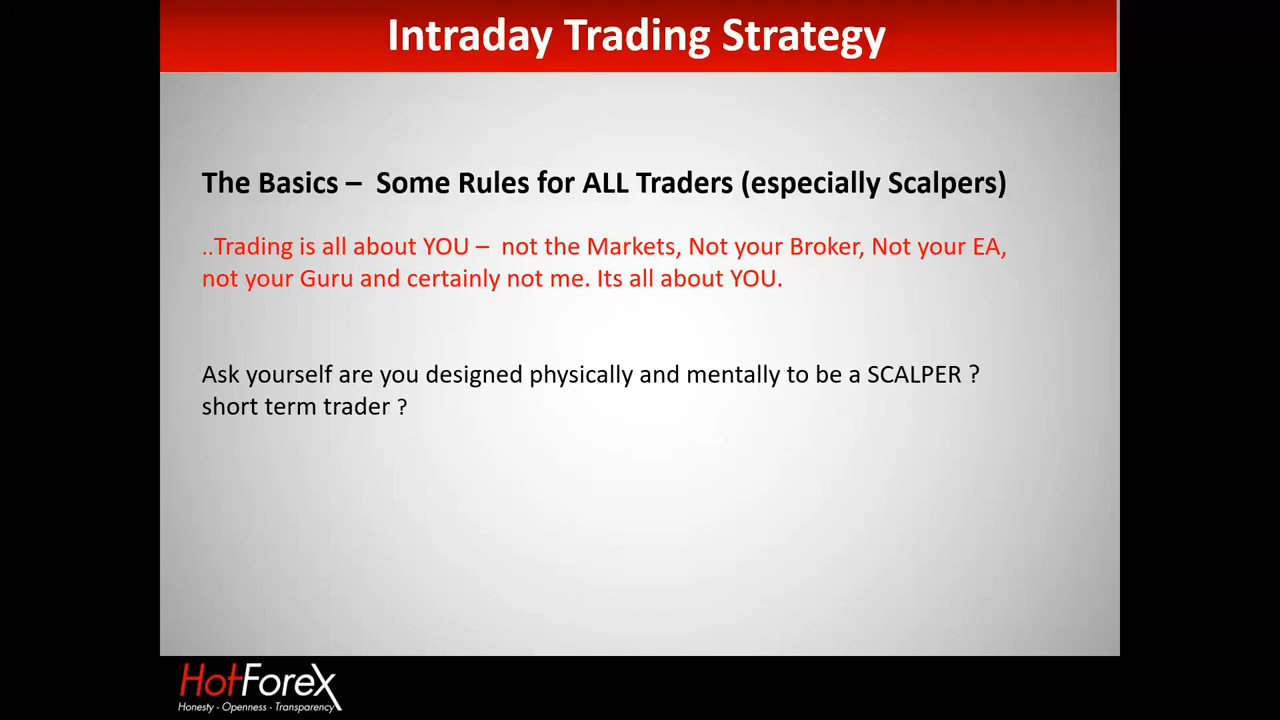 Intraday Trading Strategy
The Basics – Some Rules for ALL Traders (especially Scalpers)
..Trading is all about YOU – not the Markets, Not your Broker, Not your EA,
not your Guru and certainly not me. Its all about YOU.
Ask yourself are you designed physically and mentally to be a SCALPER ?
short term trader ?
HotForex
Honesty - Openness - Transparency